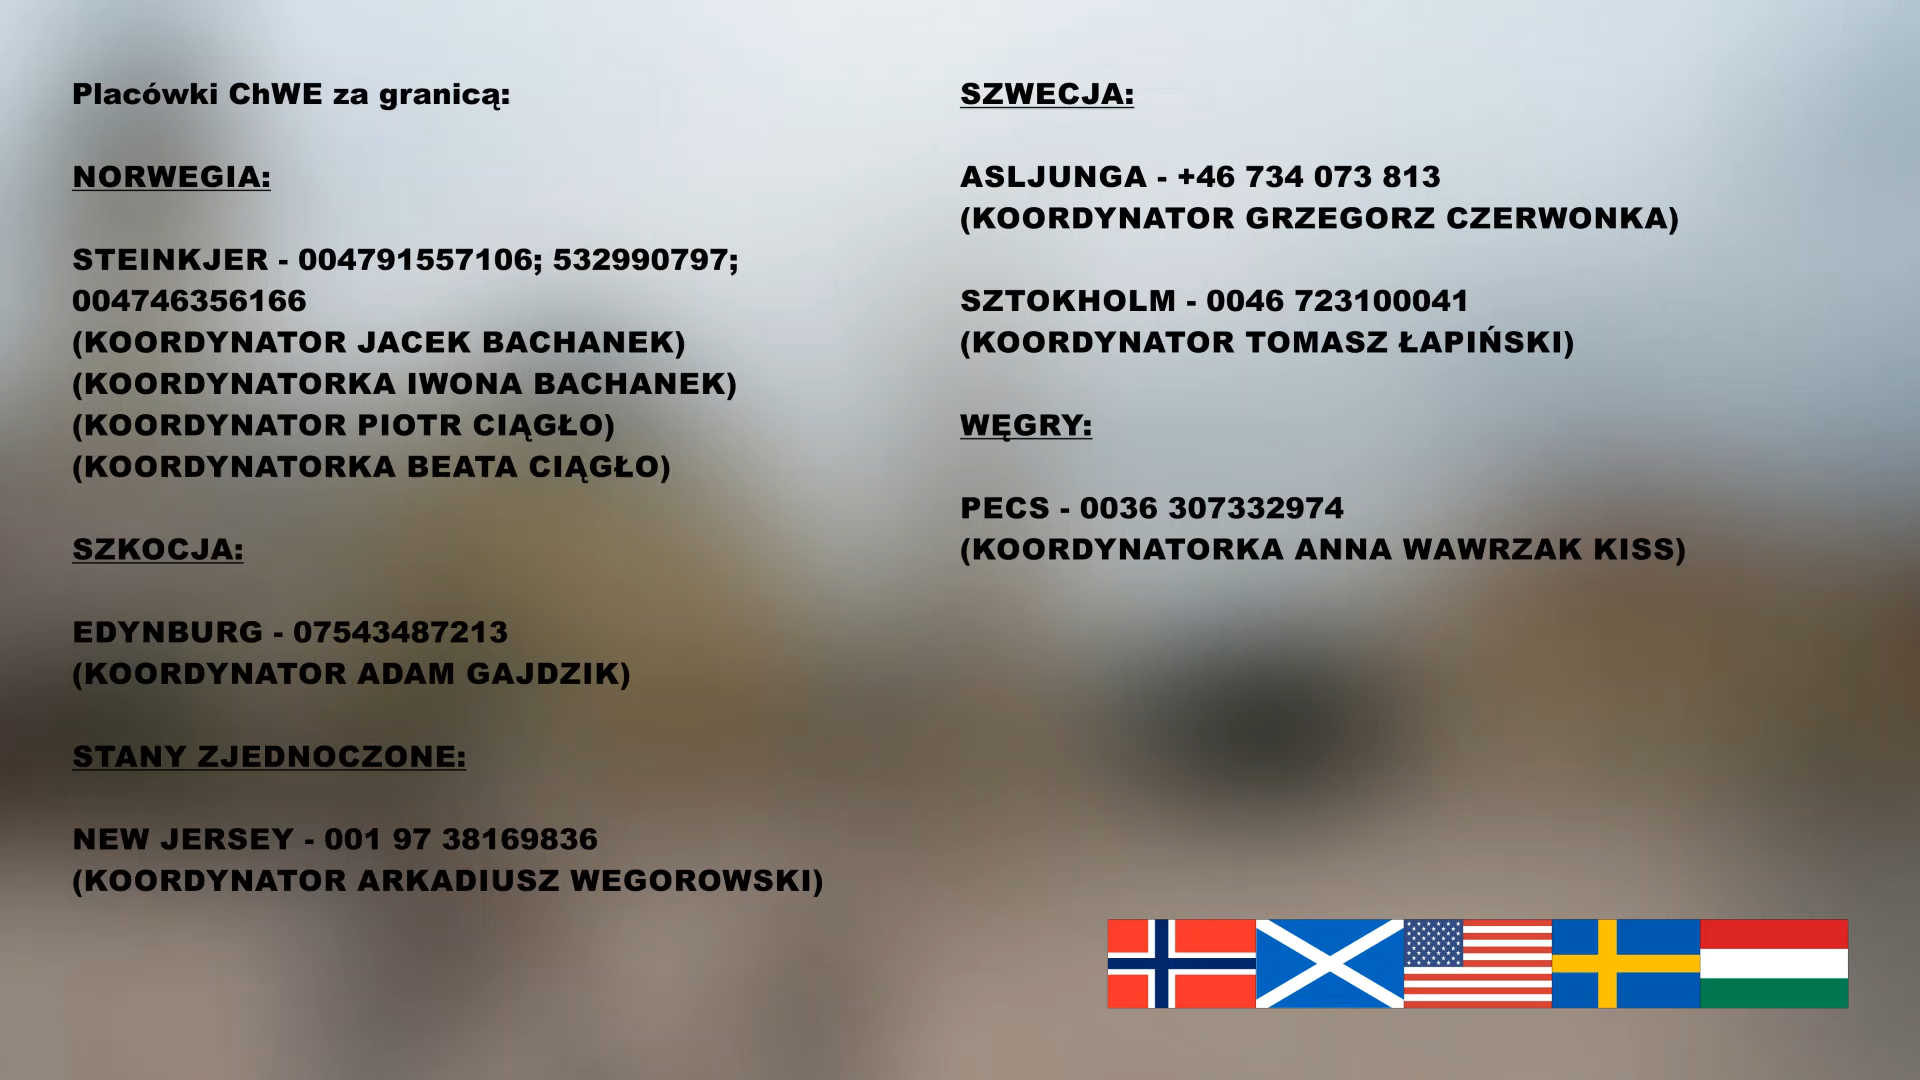 Placówki ChWE za granicą:
NORWEGIA:
STEINKJER - 004791557106; 532990797;
004746356166
(KOORDYNATOR JACEK BACHANEK)
(KOORDYNATORKA IWONA BACHANEK)
(KOORDYNATOR PIOTR CIĄGŁO)
(KOORDYNATORKA BEATA CIĄGŁO)
SZKOCJA:
EDYNBURG - 07543487213
(KOORDYNATOR ADAM GAJDZIK)
STANY ZJEDNOCZONE:
NEW JERSEY - 001 97 38169836
(KOORDYNATOR ARKADIUSZ WEGOROWSKI)
SZWECJA:
ASLJUNGA - +46 734 073 813
(KOORDYNATOR GRZEGORZ CZERWONKA)
SZTOKHOLM - 0046 723100041
(KOORDYNATOR TOMASZ ŁAPIŃSKI)
WĘGRY:
PECS - 0036 307332974
(KOORDYNATORKA ANNA WAWRZAK KISS)